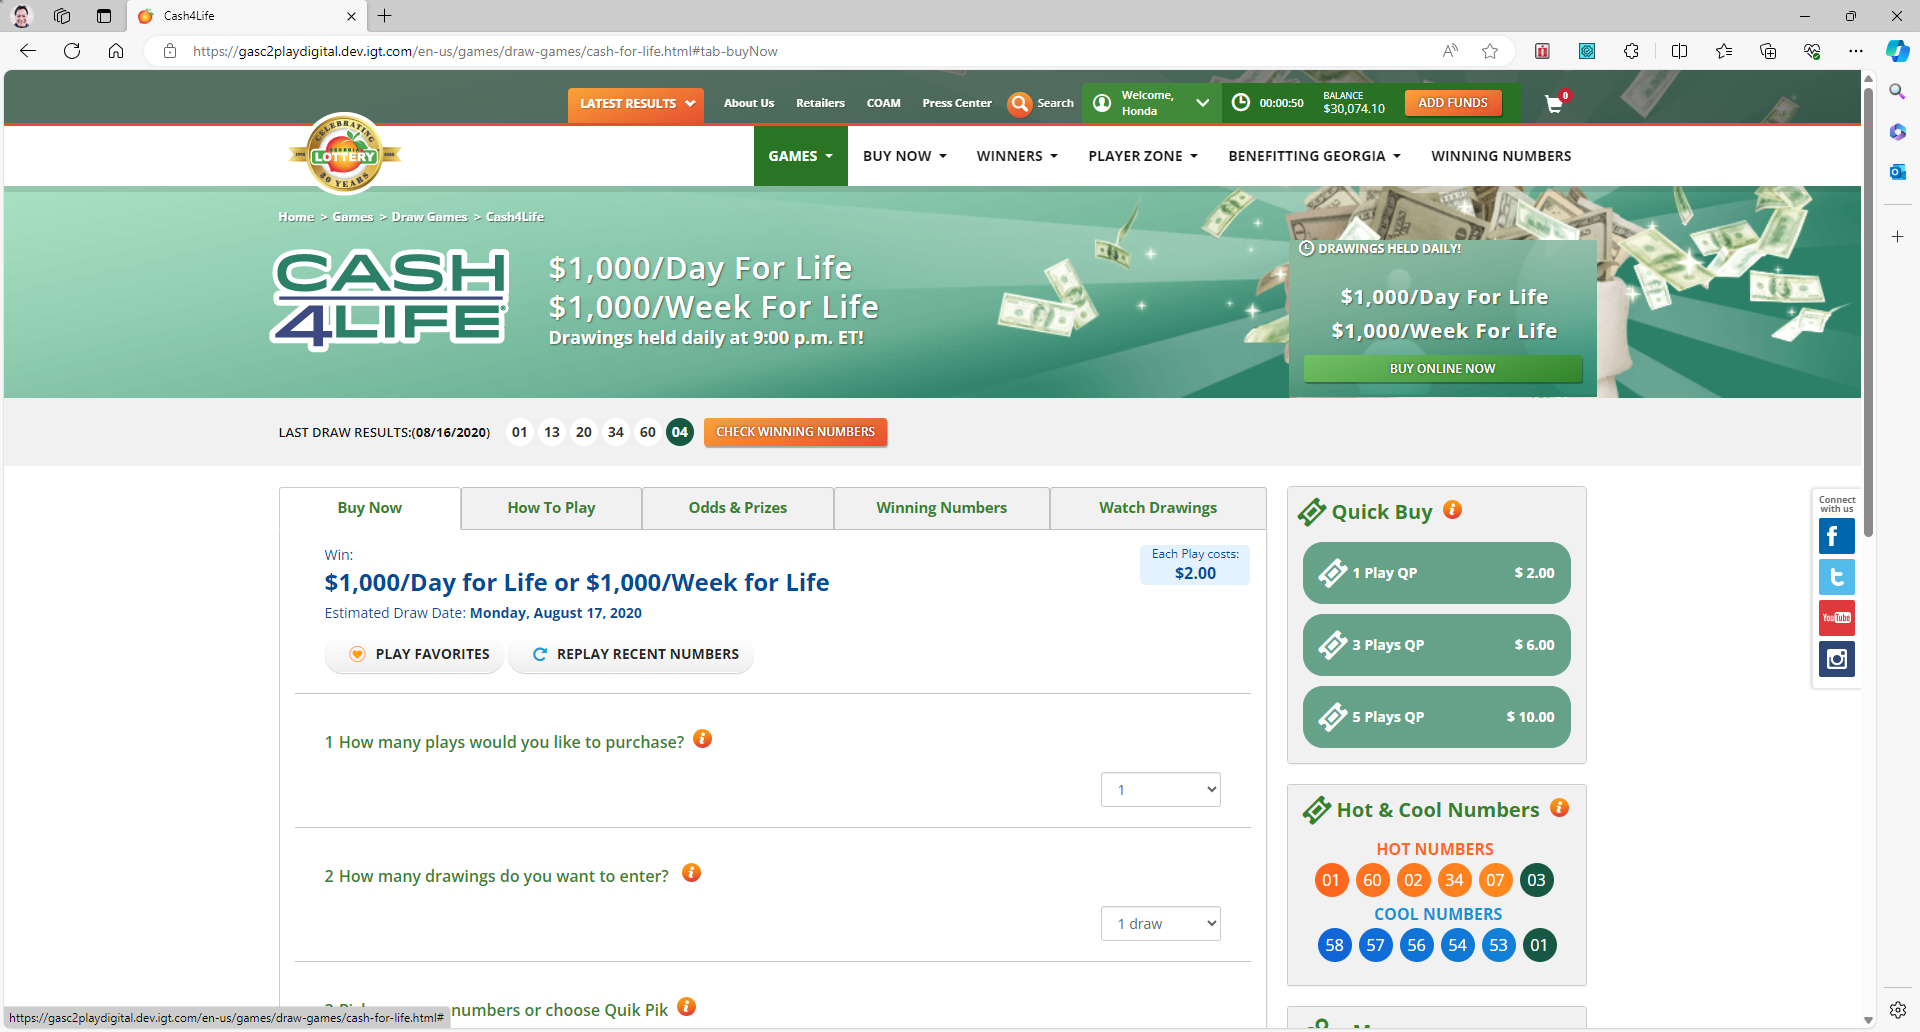 Cash4Life
https://gasc2playdigital.dev.igt.com/en-us/games/draw-games/cash-for-life.html#tab-buyNow
LATEST RESULTS
About Us
Retailers
COAM
Press Center
Search
Welcome,
Honda
00:00:50
BALANCE
$30,074.10
ADD FUNDS
0
CELEBRATING
GEORGIA
LOTTERY
30 YEARS
GAMES
BUY NOW
WINNERS
PLAYER ZONE
BENEFITTING GEORGIA
WINNING NUMBERS
Home > Games > Draw Games > Cash4Life
CASH
4LIFE
$1,000/Day For Life
$1,000/Week For Life
Drawings held daily at 9:00 p.m. ET!
DRAWINGS HELD DAILY!
$1,000/Day For Life
$1,000/Week For Life
BUY ONLINE NOW
LAST DRAW RESULTS:(08/16/2020) 01 13 20 34 60 04 CHECK WINNING NUMBERS
Buy Now
How To Play
Odds & Prizes
Winning Numbers
Watch Drawings
Win:
$1,000/Day for Life or $1,000/Week for Life
Estimated Draw Date: Monday, August 17, 2020
Each Play costs:
$2.00
PLAY FAVORITES
REPLAY RECENT NUMBERS
1 How many plays would you like to purchase?
1
2 How many drawings do you want to enter?
1 draw
numbers or choose Quik Pik
Quick Buy
1 Play QP $ 2.00
3 Plays QP $ 6.00
5 Plays QP $ 10.00
Hot & Cool Numbers
HOT NUMBERS
01 60 02 34 07 03
COOL NUMBERS
58 57 56 54 53 01
Connect
with us
YouTube
https://gasc2playdigital.dev.igt.com/en-us/games/draw-games/cash-for-life.html#